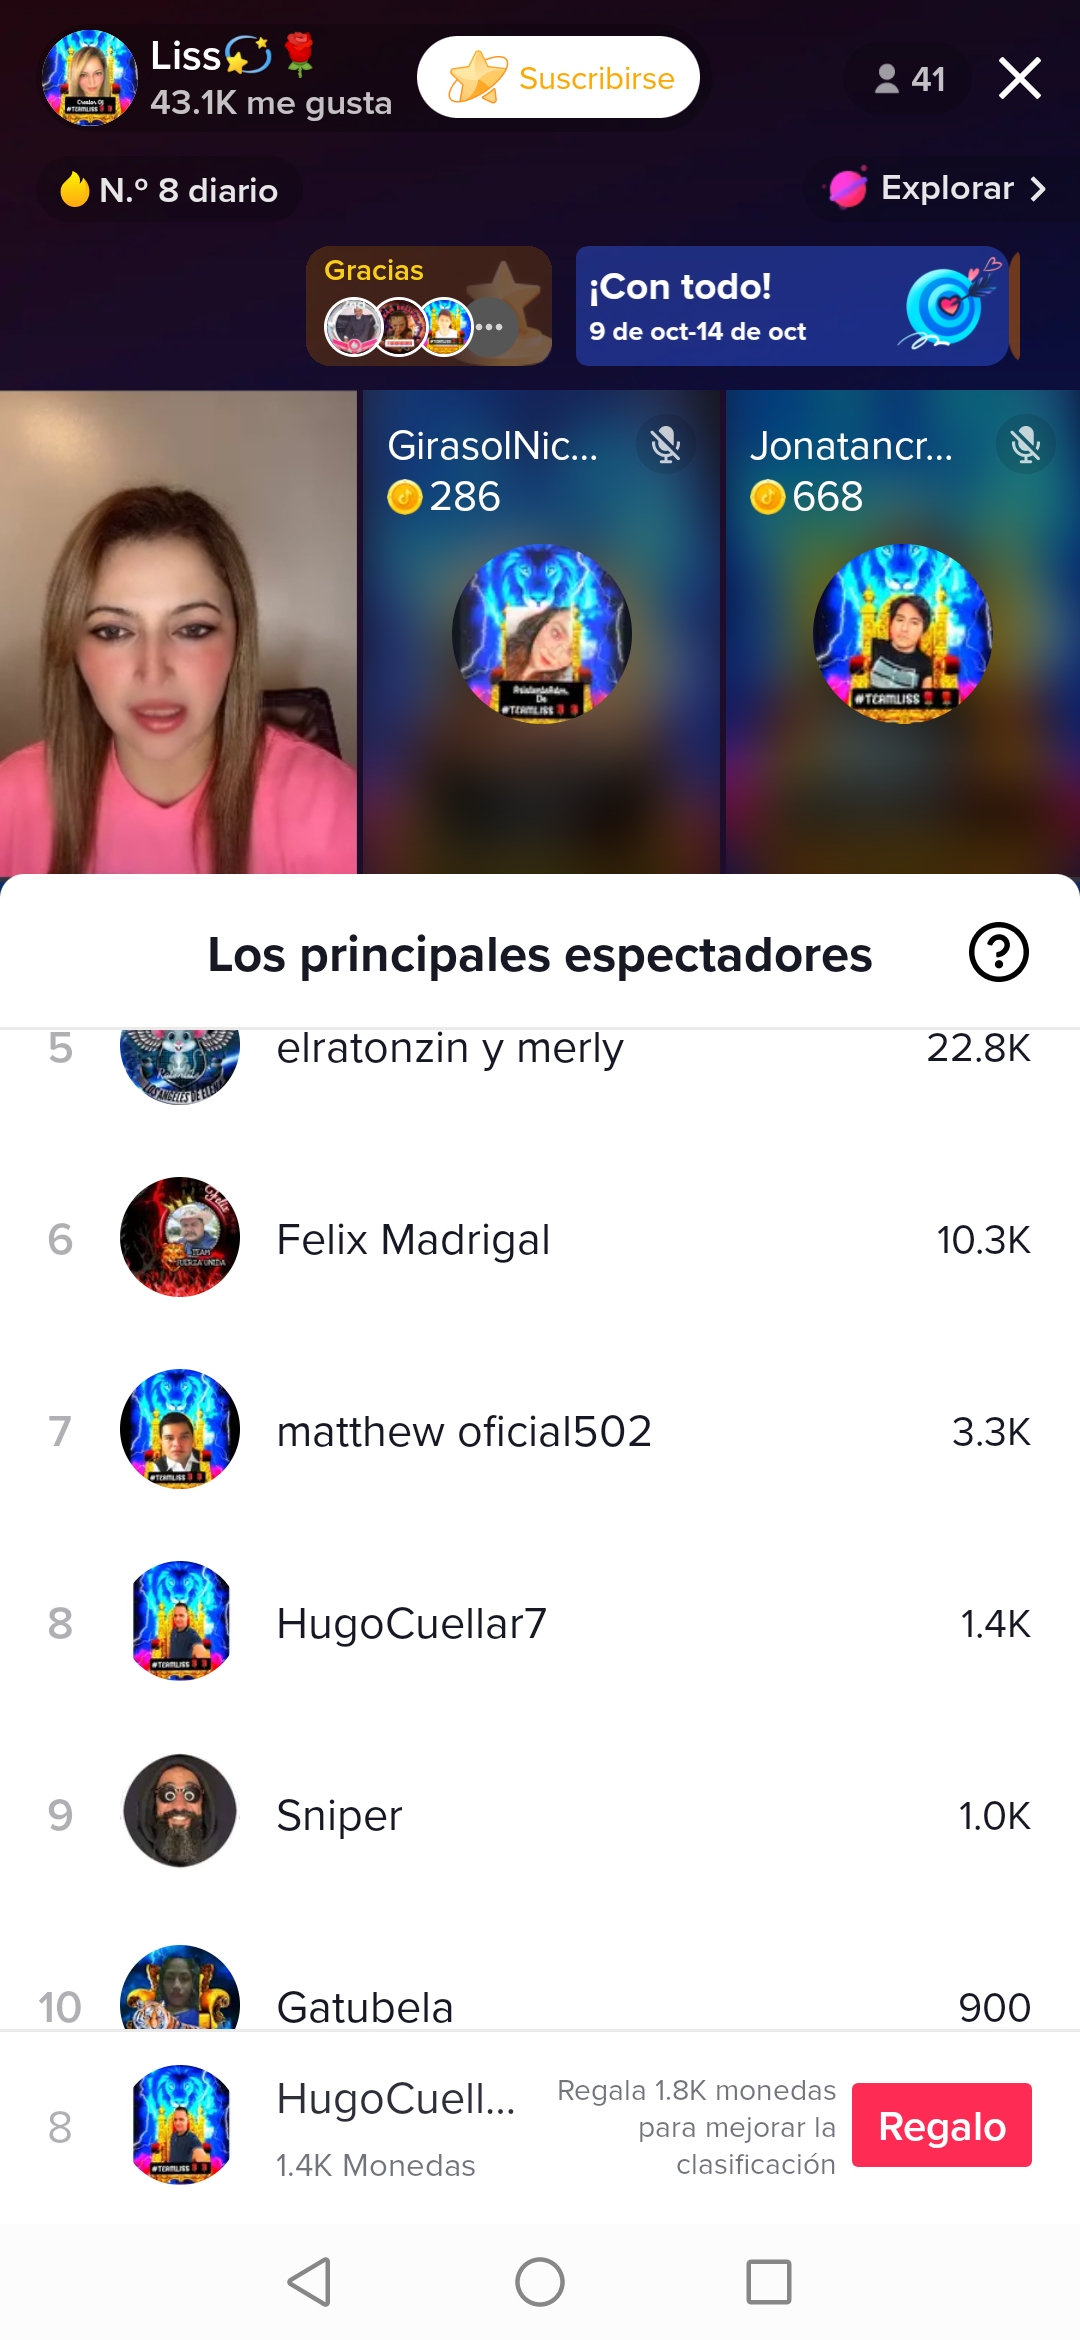 Liss💫🌹
43.1K me gusta
Suscribirse
41
N.º 8 diario
Explorar >
Gracias
¡Con todo!
9 de oct-14 de oct
GirasolNic...
286
Jonatancr...
668
#TEAMLISS
#TEAMLISS
Los principales espectadores
5 elratonzin y merly 22.8K
6 Felix Madrigal 10.3K
7 matthew oficial502 3.3K
8 HugoCuellar7 1.4K
9 Sniper 1.0K
10 Gatubela 900
8 HugoCuell...
1.4K Monedas
Regala 1.8K monedas
para mejorar la
clasificación
Regalo